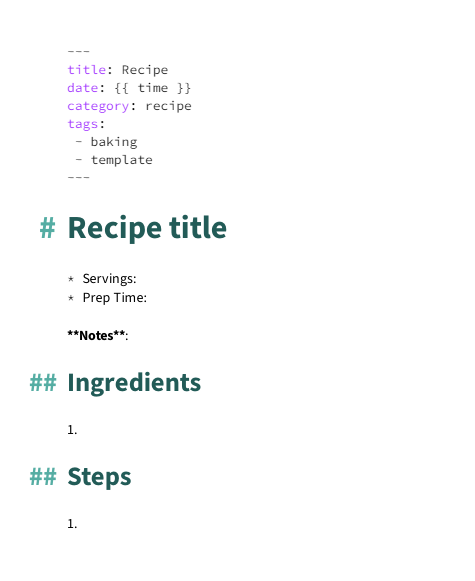 ---
title: Recipe
date: {{ time }}
category: recipe
tags:
 - baking
 - template
---
# Recipe title
* Servings:
* Prep Time:
**Notes**:
## Ingredients
1.
## Steps
1.